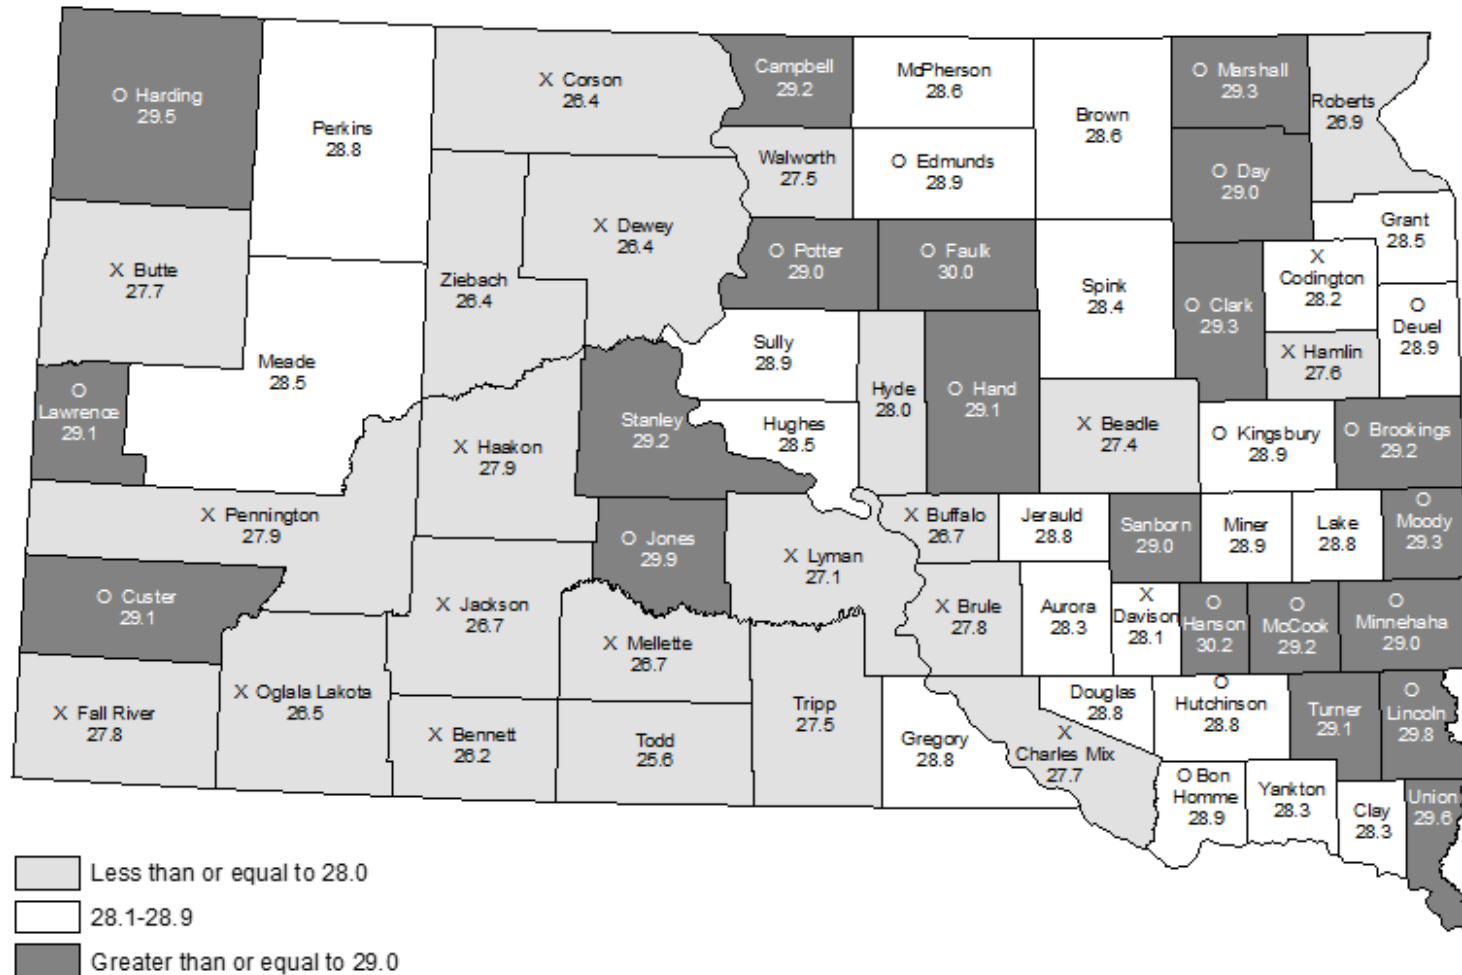 Campbell
29.2
McPherson
28.6
O Marshall
29.3
X Corson
26.4
O Harding
29.5
Roberts
26.9
Perkins
28.8
Brown
28.6
Walworth
27.5
O Edmunds
28.9
O Day
29.0
X Dewey
26.4
Grant
28.5
O Potter
29.0
O Faulk
30.0
X
Codington
28.2
X Butte
27.7
Ziebach
26.4
Spink
28.4
O Clark
29.3
O
Deuel
28.9
Sully
28.9
X Hamlin
27.6
Meade
28.5
Hyde
28.0
O Hand
29.1
O
Lawrence
29.1
Stanley
29.2
Hughes
28.5
X Beadle
27.4
O Kingsbury
28.9
O Brookings
29.2
X Haakon
27.9
X Pennington
27.9
X Buffalo
26.7
Jerauld
28.8
Sanborn
29.0
Miner
28.9
Lake
28.8
O
Moody
29.3
O Jones
29.9
X Lyman
27.1
O Custer
29.1
X Jackson
26.7
X Brule
27.8
Aurora
28.3
X
Davison
28.1
O
Hanson
30.2
O
McCook
29.2
O
Minnehaha
29.0
X Mellette
26.7
X Oglala Lakota
26.5
X Fall River
27.8
Tripp
27.5
Douglas
28.8
O
Hutchinson
28.8
Turner
29.1
O
Lincoln
29.8
X Bennett
26.2
Todd
25.6
Gregory
28.8
X
Charles Mix
27.7
O Bon
Homme
28.9
Yankton
28.3
Clay
28.3
Union
29.6
Less than or equal to 28.0
28.1-28.9
Greater than or equal to 29.0